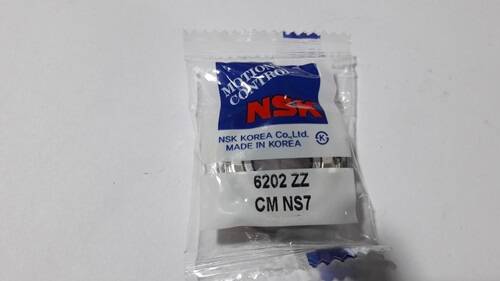 MOTION
CONTROL
NSK
NSK KOREA Co.,Ltd.
MADE IN KOREA
K
6202 ZZ
CM NS7